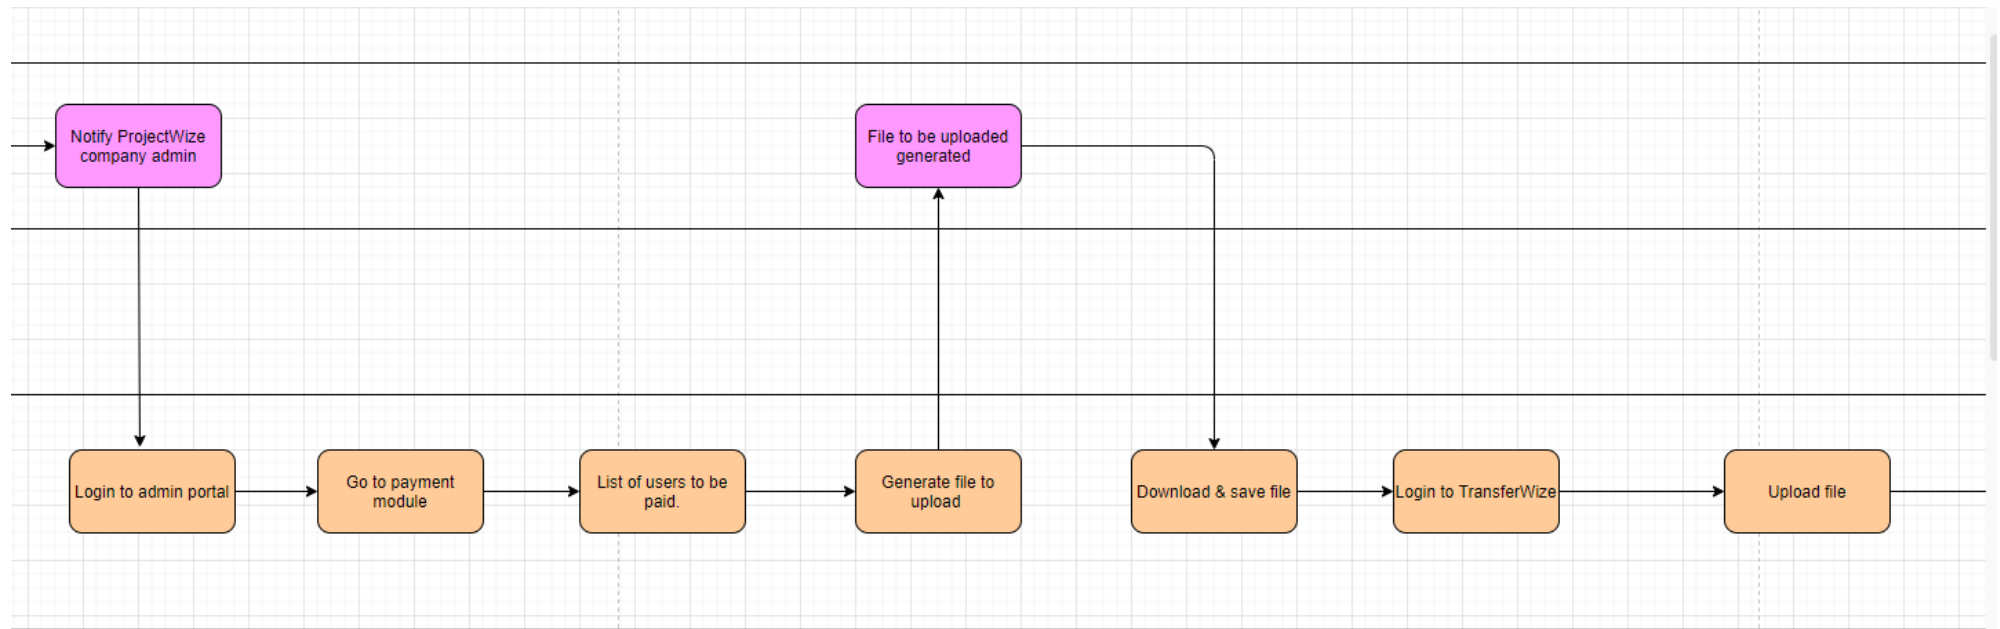 Notify ProjectWize
company admin
File to be uploaded
generated
Login to admin portal
Go to payment
module
List of users to be
paid.
Generate file to
upload
Download & save file
Login to TransferWize
Upload file